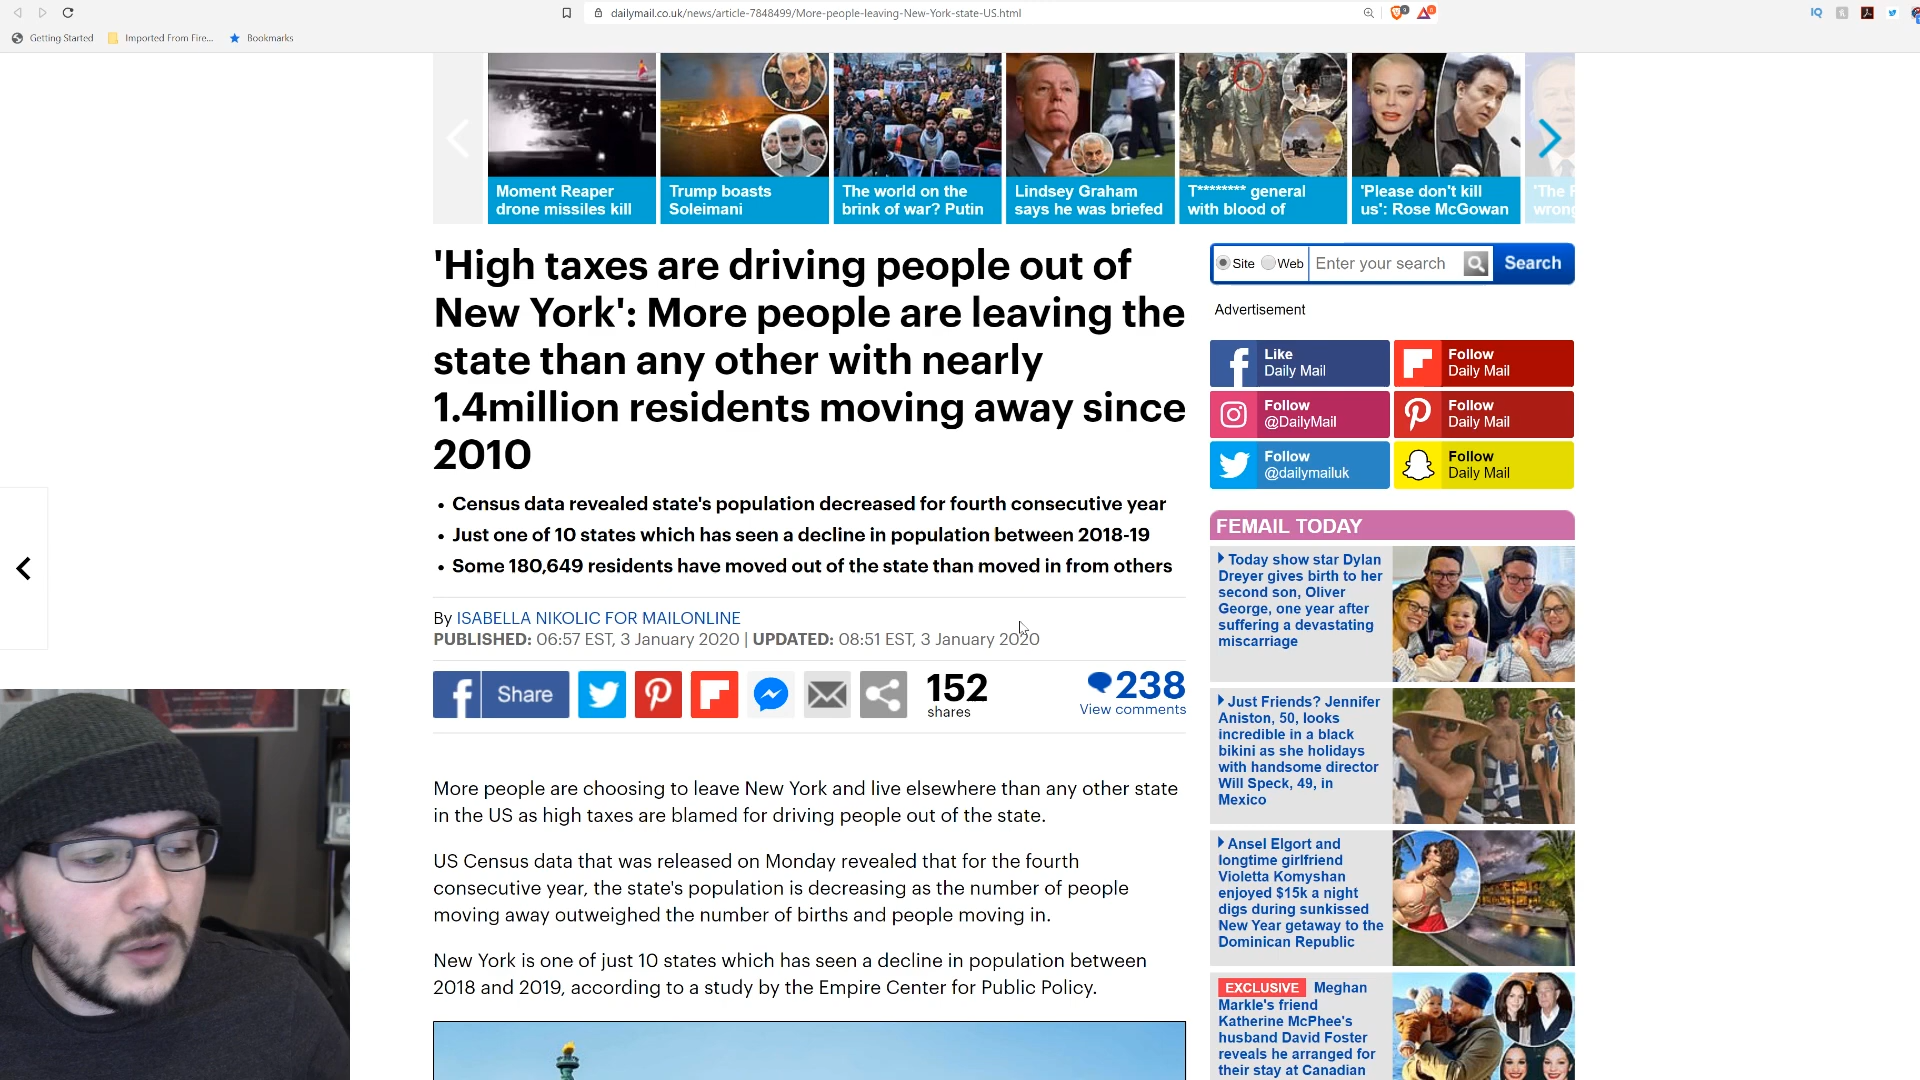 dailymail.co.uk/news/article-7848499/More-people-leaving-New-York-state-US.html
Getting Started
Imported From Fire...
Bookmarks
Moment Reaper
drone missiles kill
Trump boasts
Soleimani
The world on the
brink of war? Putin
Lindsey Graham
says he was briefed
T******** general
with blood of
'Please don't kill
us': Rose McGowan
'High taxes are driving people out of
New York': More people are leaving the
state than any other with nearly
1.4million residents moving away since
2010
• Census data revealed state's population decreased for fourth consecutive year
• Just one of 10 states which has seen a decline in population between 2018-19
• Some 180,649 residents have moved out of the state than moved in from others
By ISABELLA NIKOLIC FOR MAILONLINE
PUBLISHED: 06:57 EST, 3 January 2020 | UPDATED: 08:51 EST, 3 January 2020
Share
152
shares
238
View comments
More people are choosing to leave New York and live elsewhere than any other state
in the US as high taxes are blamed for driving people out of the state.
US Census data that was released on Monday revealed that for the fourth
consecutive year, the state's population is decreasing as the number of people
moving away outweighed the number of births and people moving in.
New York is one of just 10 states which has seen a decline in population between
2018 and 2019, according to a study by the Empire Center for Public Policy.
Site Web Enter your search Search
Advertisement
Like
Daily Mail
Follow
Daily Mail
Follow
@DailyMail
Follow
Daily Mail
Follow
@dailymailuk
Follow
Daily Mail
FEMAIL TODAY
Today show star Dylan
Dreyer gives birth to her
second son, Oliver
George, one year after
suffering a devastating
miscarriage
Just Friends? Jennifer
Aniston, 50, looks
incredible in a black
bikini as she holidays
with handsome director
Will Speck, 49, in
Mexico
Ansel Elgort and
longtime girlfriend
Violetta Komyshan
enjoyed $15k a night
digs during sunkissed
New Year getaway to the
Dominican Republic
EXCLUSIVE Meghan
Markle's friend
Katherine McPhee's
husband David Foster
reveals he arranged for
their stay at Canadian